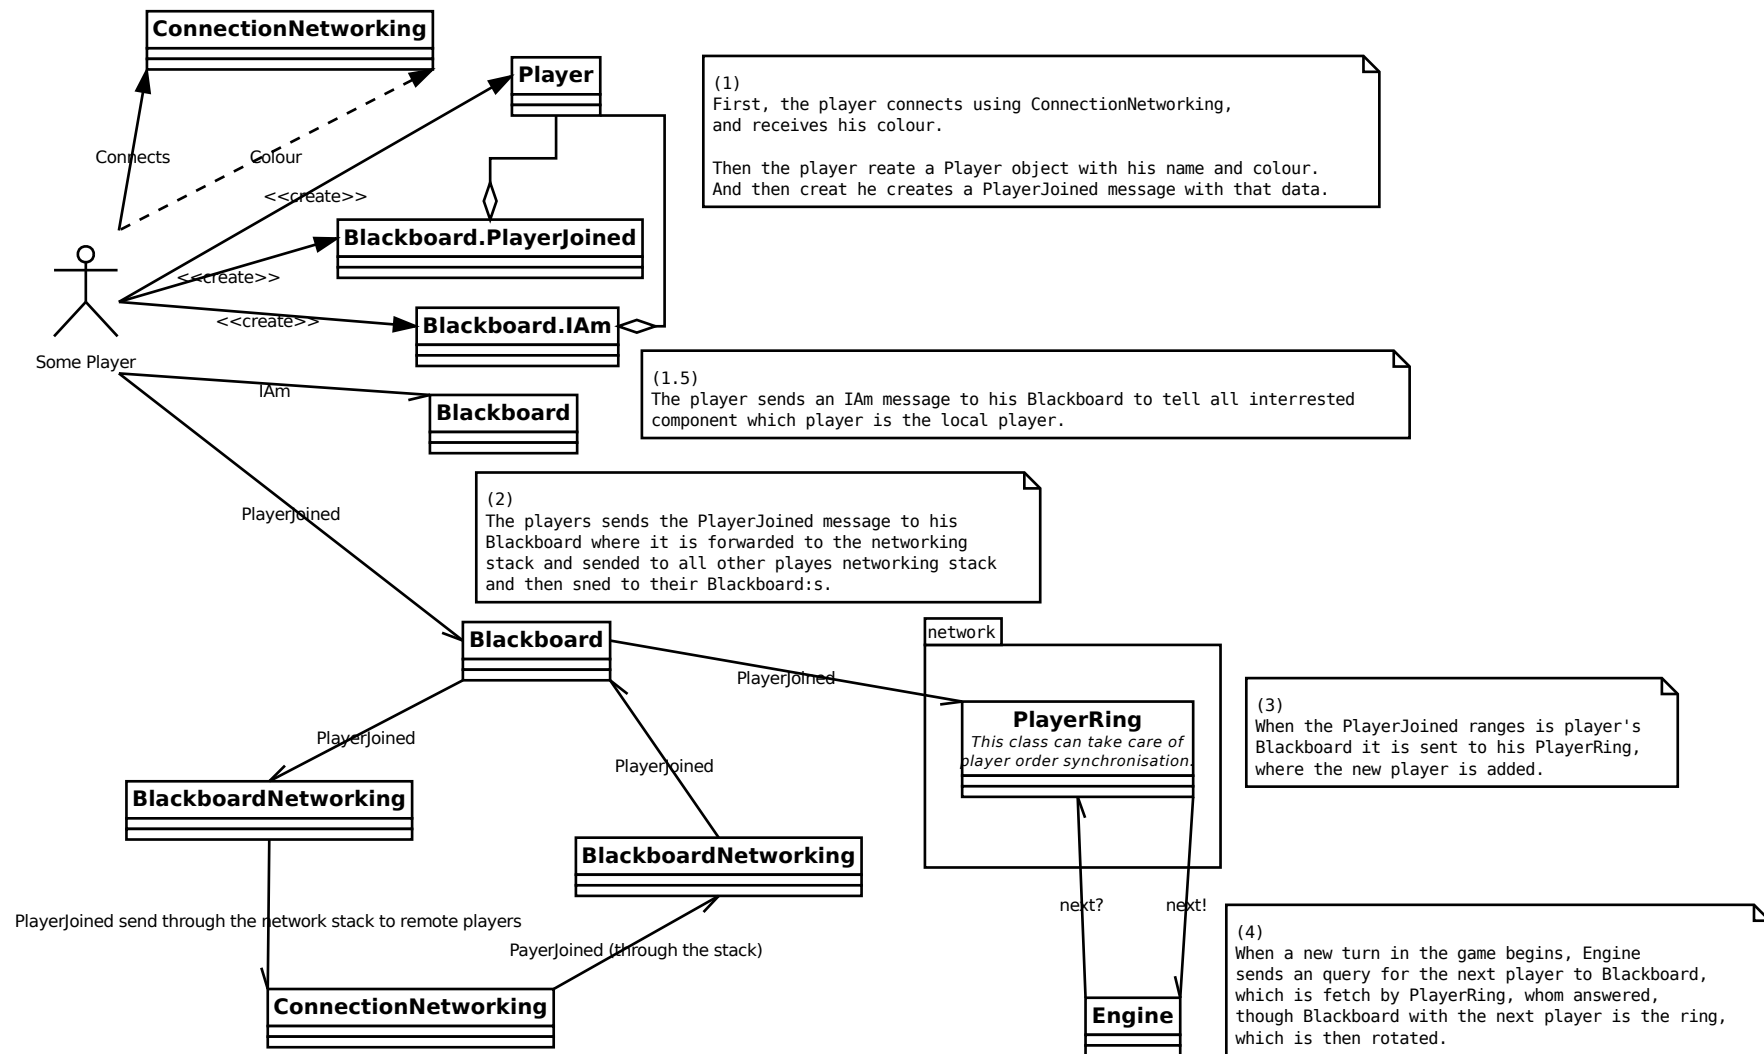 ConnectionNetworking
Player
(1)
First, the player connects using ConnectionNetworking,
and receives his colour.
Then the player reate a Player object with his name and colour.
And then creat he creates a PlayerJoined message with that data.
Connects
Colour
<<create>>
Blackboard.PlayerJoined
<<create>>
<<create>>
Blackboard.IAm
Some Player
IAm
Blackboard
(1.5)
The player sends an IAm message to his Blackboard to tell all interrested
component which player is the local player.
PlayerJoined
(2)
The players sends the PlayerJoined message to his
Blackboard where it is forwarded to the networking
stack and sended to all other playes networking stack
and then sned to their Blackboard:s.
Blackboard
network
PlayerJoined
PlayerRing
This class can take care of
player order synchronisation.
(3)
When the PlayerJoined ranges is player's
Blackboard it is sent to his PlayerRing,
where the new player is added.
PlayerJoined
PlayerJoined
BlackboardNetworking
BlackboardNetworking
PlayerJoined send through the network stack to remote players
PayerJoined (through the stack)
next?
next!
(4)
When a new turn in the game begins, Engine
sends an query for the next player to Blackboard,
which is fetch by PlayerRing, whom answered,
though Blackboard with the next player is the ring,
which is then rotated.
ConnectionNetworking
Engine